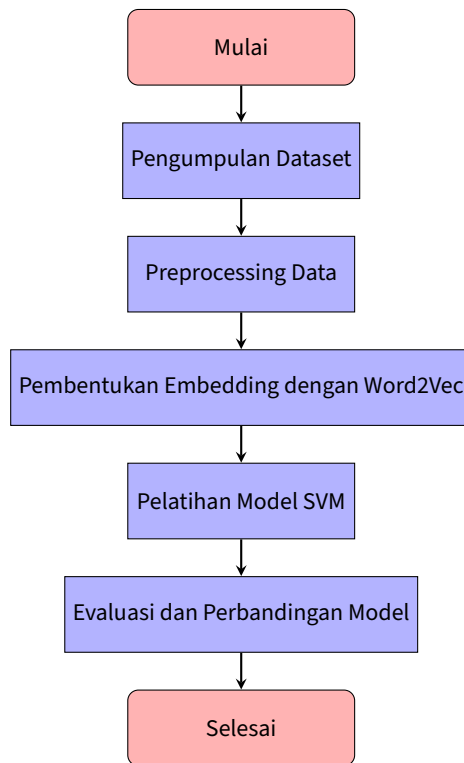 Mulai
Pengumpulan Dataset
Preprocessing Data
Pembentukan Embedding dengan Word2Vec
Pelatihan Model SVM
Evaluasi dan Perbandingan Model
Selesai